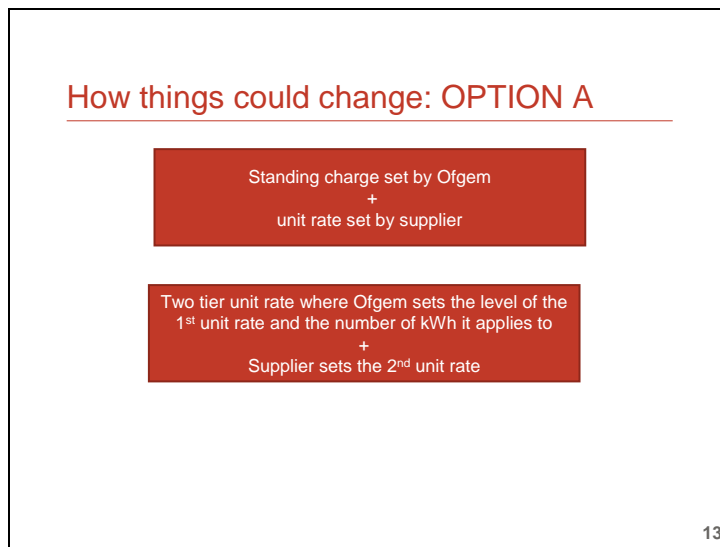 How things could change: OPTION A
Standing charge set by Ofgem
+
unit rate set by supplier
Two tier unit rate where Ofgem sets the level of the
1st unit rate and the number of kWh it applies to
+
Supplier sets the 2nd unit rate
13